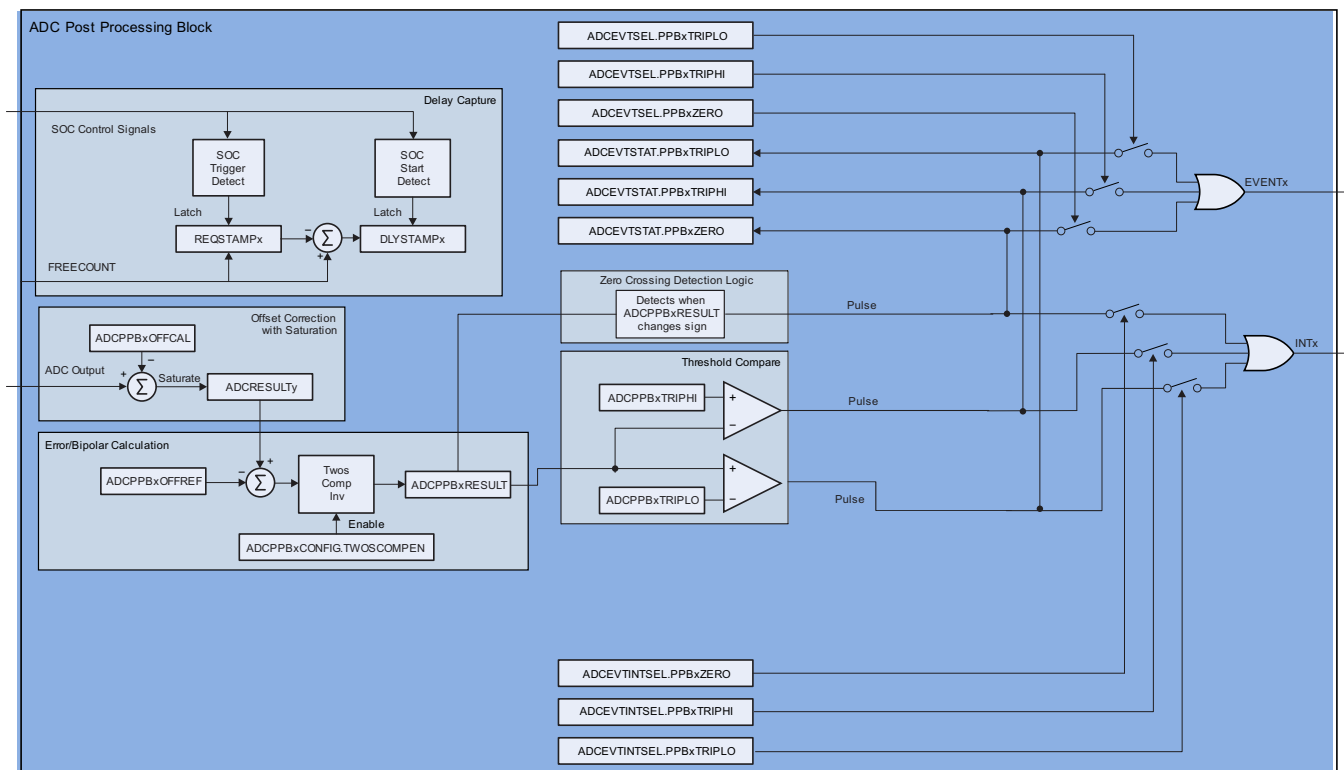 ADC Post Processing Block
ADCEVTSEL.PPBxTRIPLO
ADCEVTSEL.PPBxTRIPHI
ADCEVTSEL.PPBxZERO
ADCEVTSTAT.PPBxTRIPLO
ADCEVTSTAT.PPBxTRIPHI
ADCEVTSTAT.PPBxZERO
EVENTx
Delay Capture
SOC Control Signals
SOC
Trigger
Detect
SOC
Start
Detect
Latch
Latch
REQSTAMPx
−
Σ
+
DLYSTAMPx
FREECOUNT
Zero Crossing Detection Logic
Detects when
ADCPPBxRESULT
changes sign
Pulse
INTx
Offset Correction
with Saturation
ADCPPBxOFFCAL
−
ADC Output
+
Σ
Saturate
ADCRESULTy
Threshold Compare
ADCPPBxTRIPHI
+
−
Pulse
+
ADCPPBxTRIPLO
−
Pulse
Error/Bipolar Calculation
ADCPPBxOFFREF
−
+
Σ
Twos
Comp
Inv
ADCPPBxRESULT
Enable
ADCPPBxCONFIG.TWOSCOMPEN
ADCEVTINTSEL.PPBxZERO
ADCEVTINTSEL.PPBxTRIPHI
ADCEVTINTSEL.PPBxTRIPLO